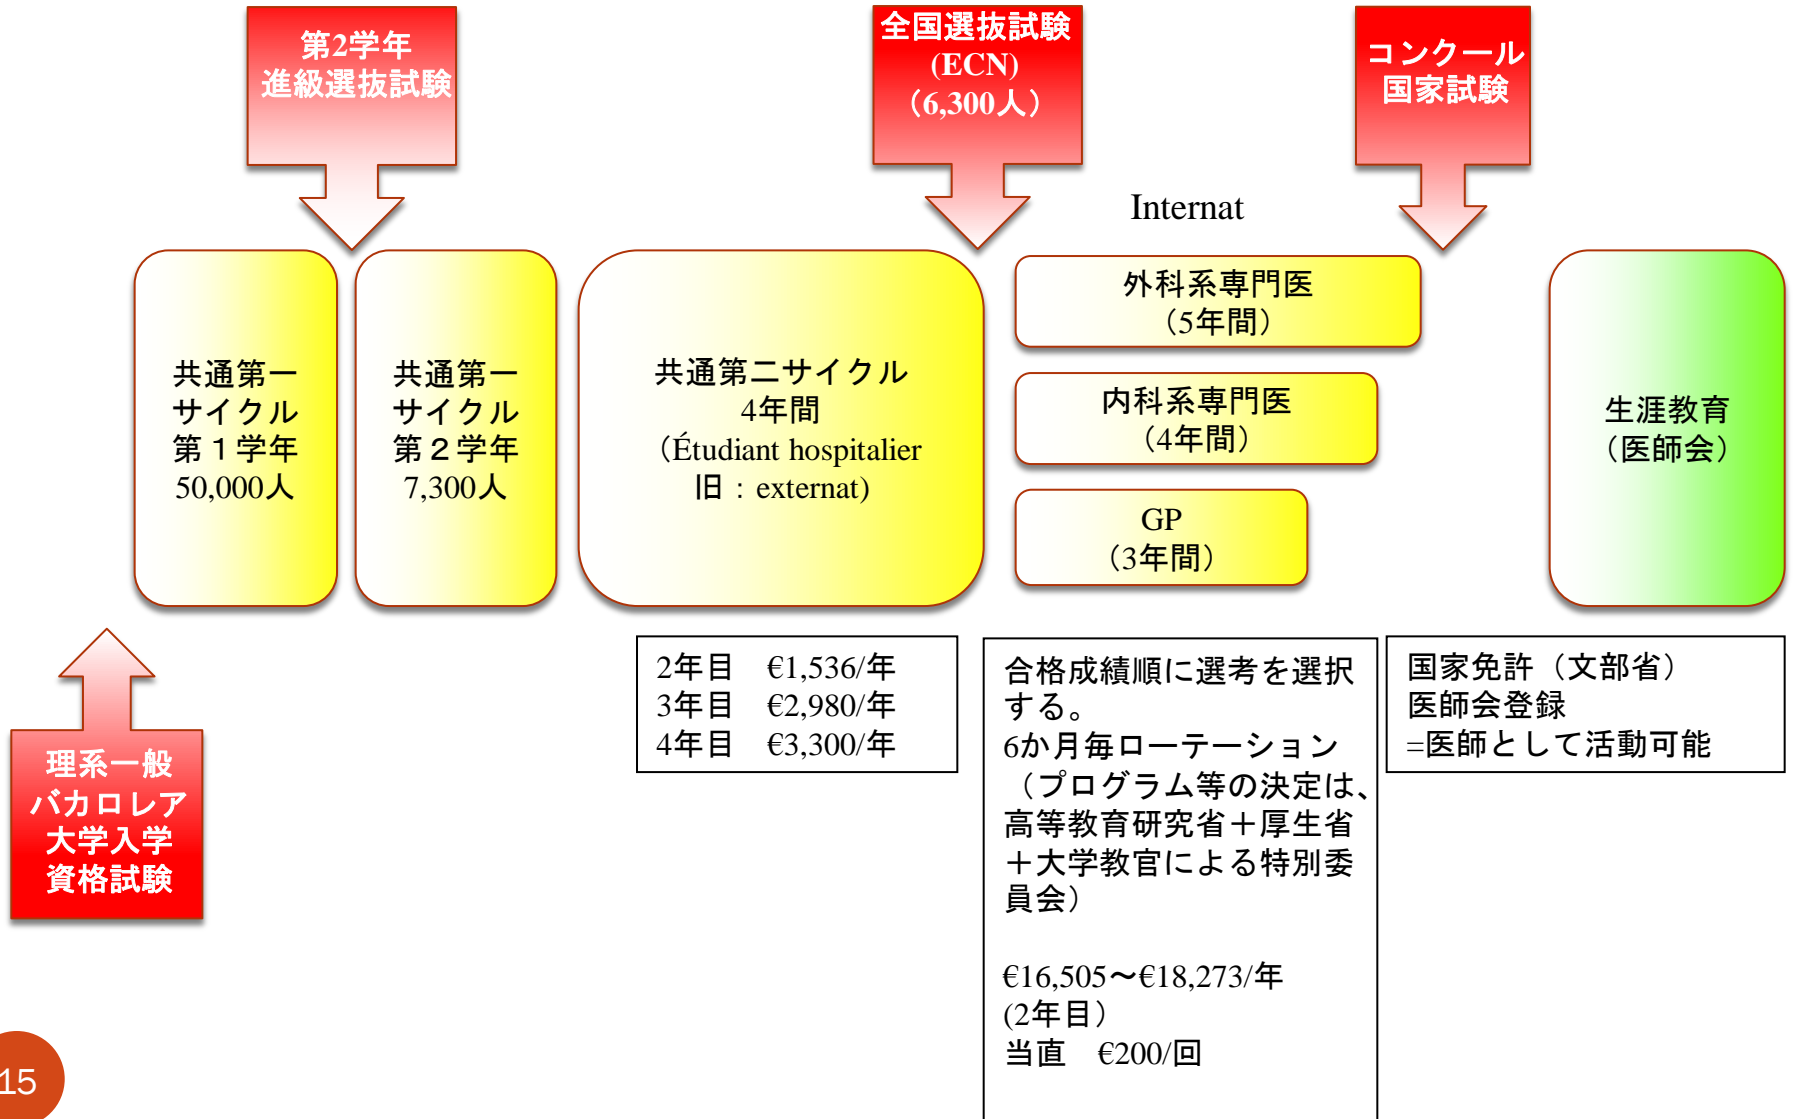 第2学年
進級選抜試験
全国選抜試験
(ECN)
（6,300人）
コンクール
国家試験
Internat
共通第一
サイクル
第１学年
50,000人
共通第一
サイクル
第２学年
7,300人
共通第二サイクル
4年間
（Étudiant hospitalier
旧：externat)
外科系専門医
（5年間）
内科系専門医
（4年間）
GP
（3年間）
生涯教育
（医師会）
理系一般
バカロレア
大学入学
資格試験
2年目　€1,536/年
3年目　€2,980/年
4年目　€3,300/年
合格成績順に選考を選択
する。
6か月毎ローテーション
（プログラム等の決定は、
高等教育研究省＋厚生省
＋大学教官による特別委
員会）
€16,505～€18,273/年
(2年目）
当直　€200/回
国家免許（文部省）
医師会登録
=医師として活動可能
15